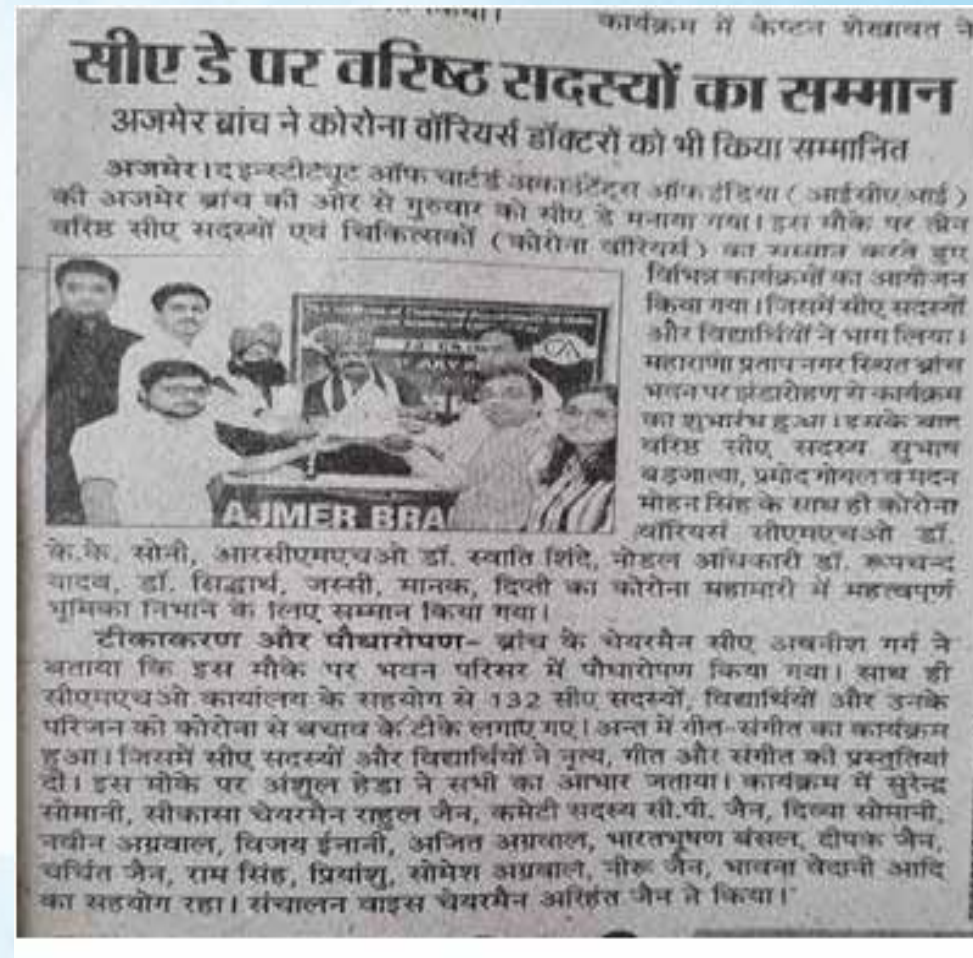 किया।
कार्यक्रम में कैप्टन शेखावत ने
सीए डे पर वरिष्ठ सदस्यों का सम्मान
अजमेर ब्रांच ने कोरोना वॉरियर्स डॉक्टरों को भी किया सम्मानित
अजमेर। द इन्स्टीट्यूट ऑफ चार्टर्ड अकाउंटेंट्स ऑफ इंडिया (आईसीएआई)
की अजमेर ब्रांच की ओर से गुरुवार को सीए डे मनाया गया। इस मौके पर तीन
वरिष्ठ सीए सदस्यों एवं चिकित्सकों (कोरोना वॉरियर्स) का सम्मान करते हुए
विभिन्न कार्यक्रमों का आयोजन
किया गया। जिसमें सीए सदस्यों
और विद्यार्थियों ने भाग लिया।
महाराणा प्रताप नगर स्थित ब्रांच
भवन पर झंडारोहण से कार्यक्रम
का शुभारंभ हुआ। इसके बाद
वरिष्ठ सीए सदस्य सुभाष
बड़जात्या, प्रमोद गोयल व मदन
मोहन सिंह के साथ ही कोरोना
वॉरियर्स सीएमएचओ डॉ.
AJMER BRA
के.के. सोनी, आरसीएमएचओ डॉ. स्वाति शिंदे, नोडल अधिकारी डॉ. रूपचन्द
यादव, डॉ. सिद्धार्थ, जस्सी, मानक, दिप्ती का कोरोना महामारी में महत्वपूर्ण
भूमिका निभाने के लिए सम्मान किया गया।
टीकाकरण और पौधारोपण- ब्रांच के चेयरमैन सीए अवनीश गर्ग ने
बताया कि इस मौके पर भवन परिसर में पौधारोपण किया गया। साथ ही
सीएमएचओ कार्यालय के सहयोग से 132 सीए सदस्यों, विद्यार्थियों और उनके
परिजन को कोरोना से बचाव के टीके लगाए गए। अन्त में गीत-संगीत का कार्यक्रम
हुआ। जिसमें सीए सदस्यों और विद्यार्थियों ने नृत्य, गीत और संगीत की प्रस्तुतियां
दी। इस मौके पर अंशुल हेडा ने सभी का आभार जताया। कार्यक्रम में सुरेन्द्र
सोमानी, सीकासा चेयरमैन राहुल जैन, कमेटी सदस्य सी.पी. जैन, दिव्या सोमानी,
नवीन अग्रवाल, विजय ईनानी, अजित अग्रवाल, भारतभूषण बंसल, दीपक जैन,
चर्चित जैन, राम सिंह, प्रियांशु, सोमेश अग्रवाल, नीरू जैन, भावना वेदानी आदि
का सहयोग रहा। संचालन वाइस चेयरमैन अरिहंत जैन ने किया।